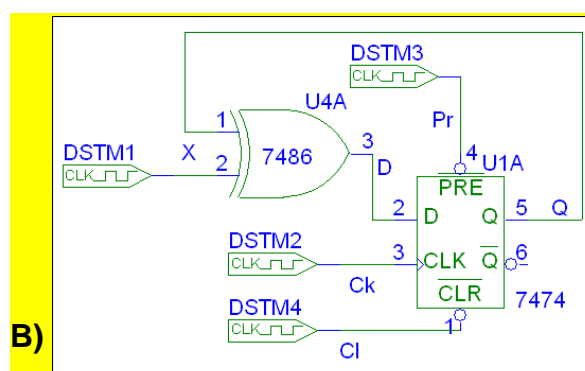 DSTM3
CLK
U4A
Pr
1
3
4
U1A
DSTM1
X
7486
D
PRE
CLK
2
2
D
Q
5
Q
DSTM2
3
CLK
Q
6
CLK
Ck
CLR
DSTM4
7474
CLK
1
B)
Cl